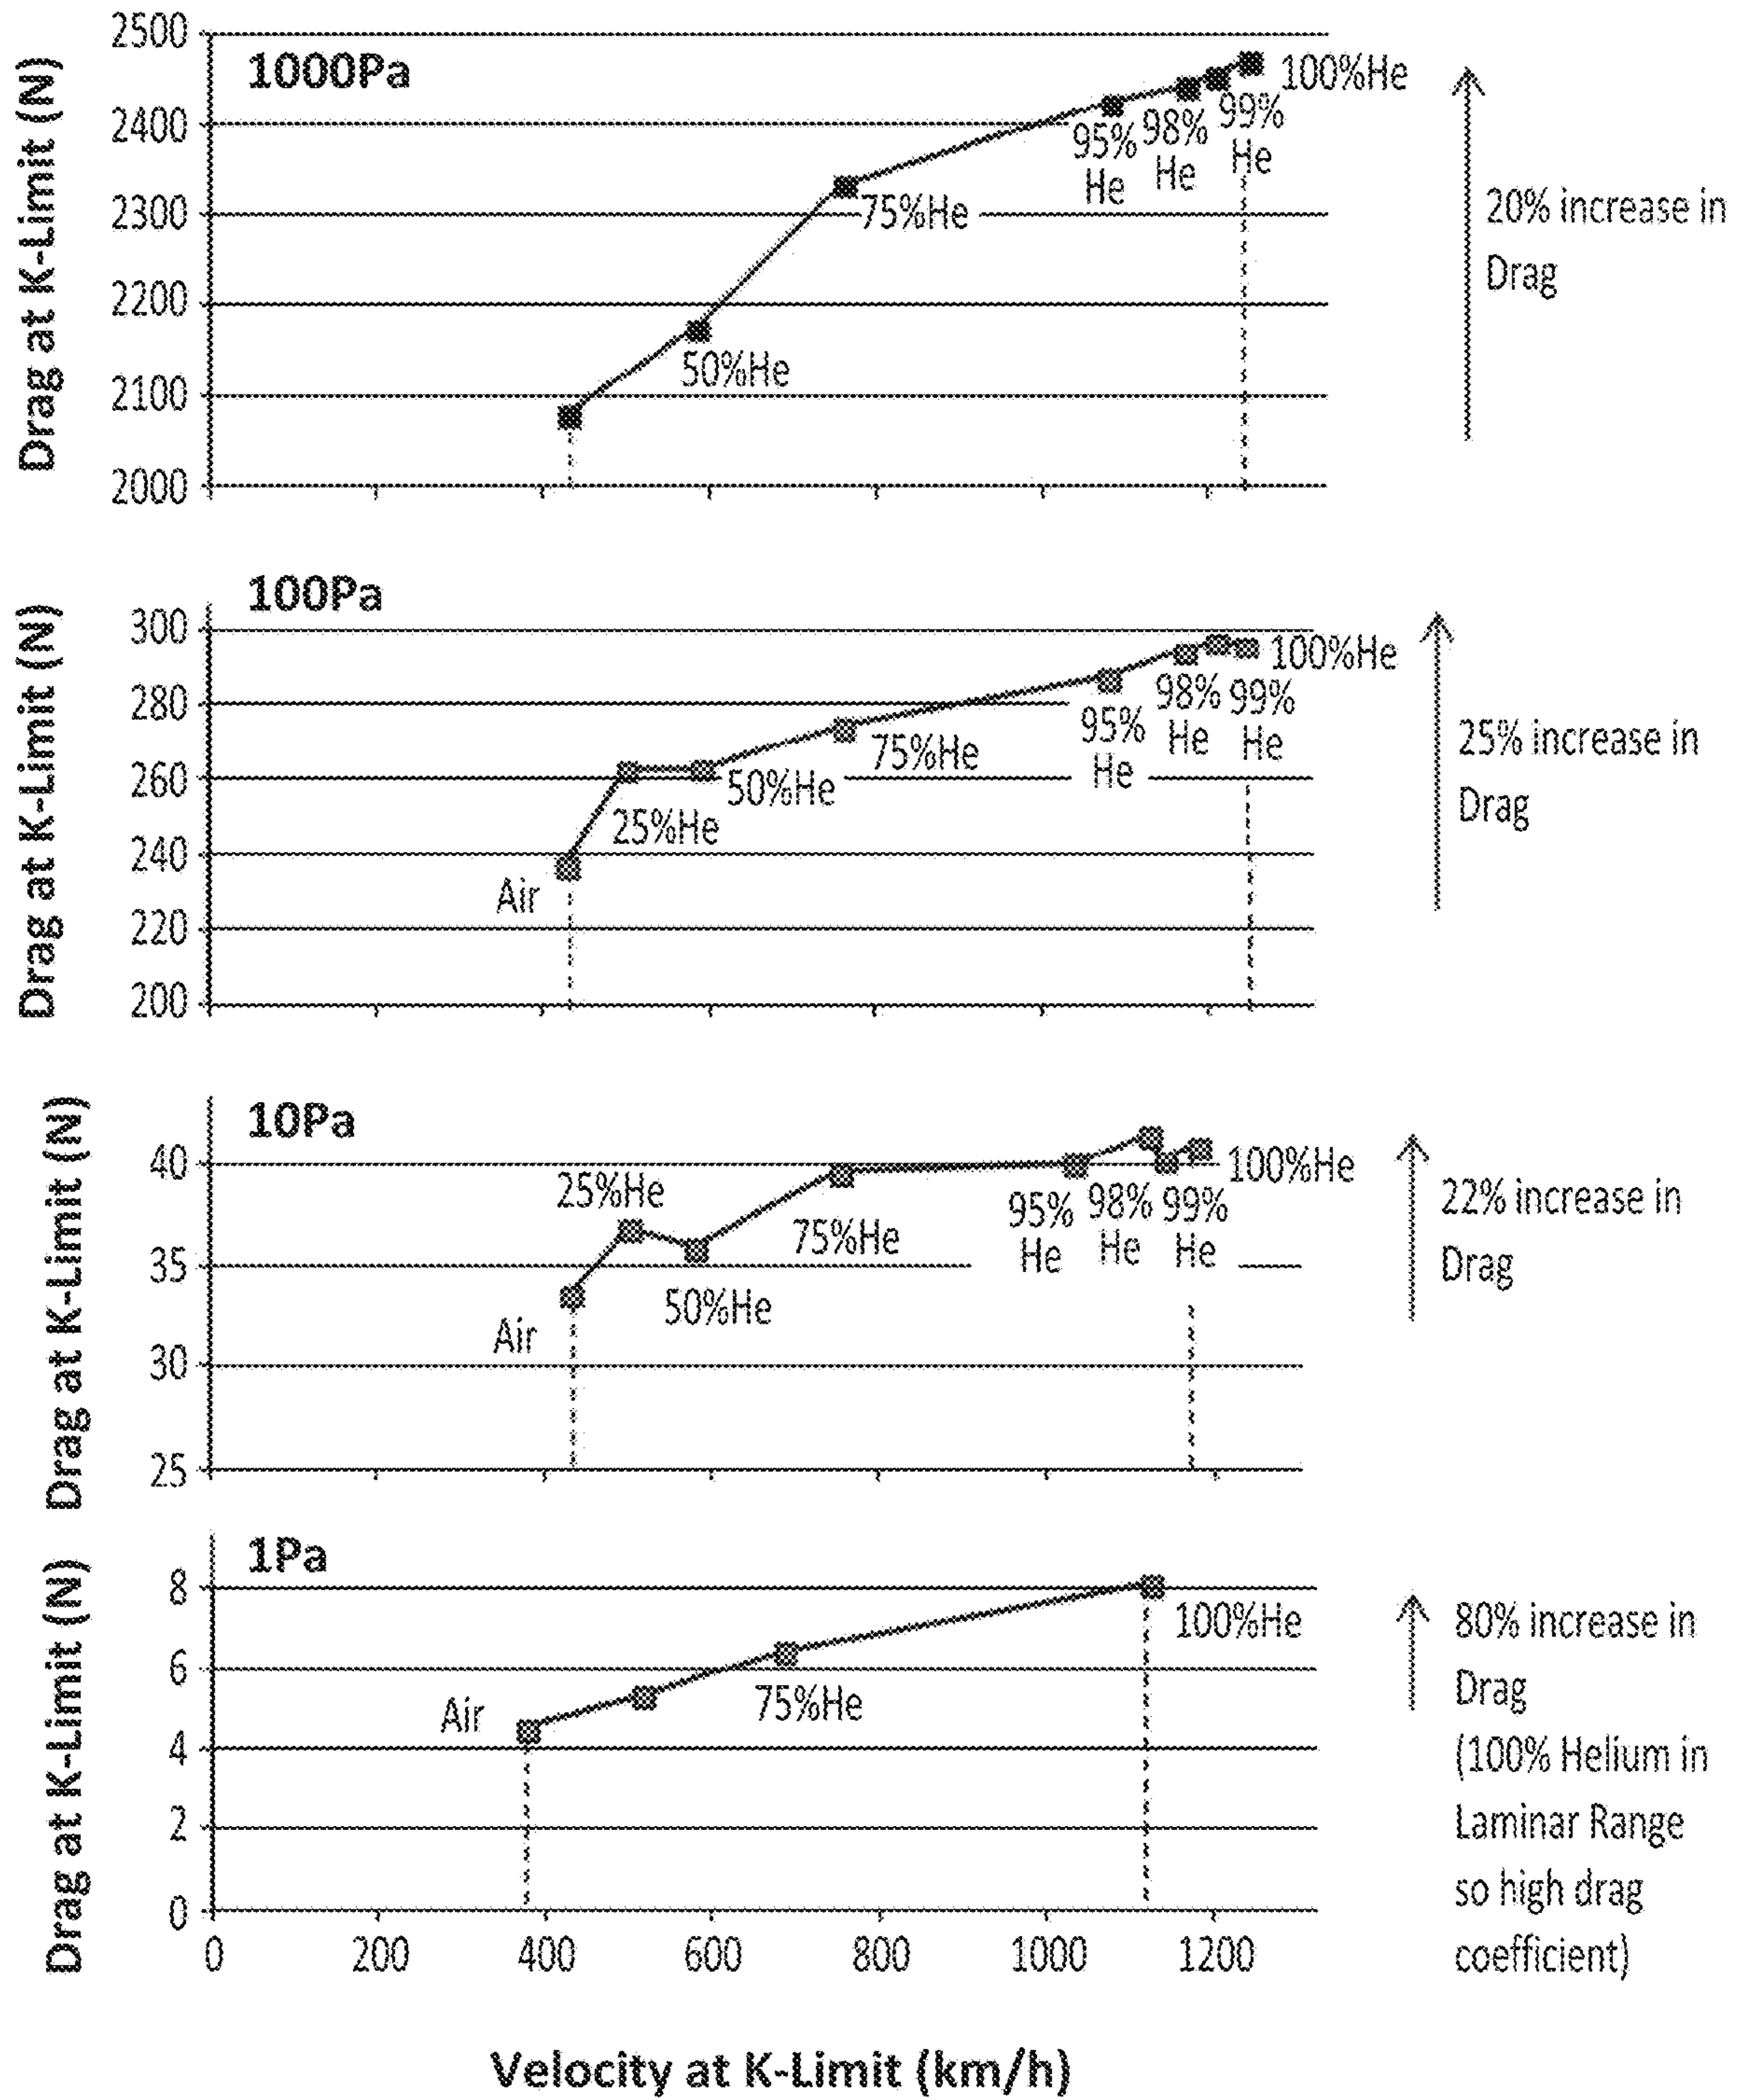 1000Pa
Drag at K-Limit (N)
2500
2400
2300
2200
2100
2000
50%He
75%He
95%
He
98%
He
99%
He
100%He
20% increase in
Drag
100Pa
Drag at K-Limit (N)
300
280
260
240
220
200
Air
25%He
50%He
75%He
95%
He
98%
He
99%
He
100%He
25% increase in
Drag
10Pa
Drag at K-Limit (N)
40
35
30
25
Air
25%He
50%He
75%He
95%
He
98%
He
99%
He
100%He
22% increase in
Drag
1Pa
Drag at K-Limit (N)
8
6
4
2
0
Air
75%He
100%He
80% increase in
Drag
(100% Helium in
Laminar Range
so high drag
coefficient)
0
200
400
600
800
1000
1200
Velocity at K-Limit (km/h)